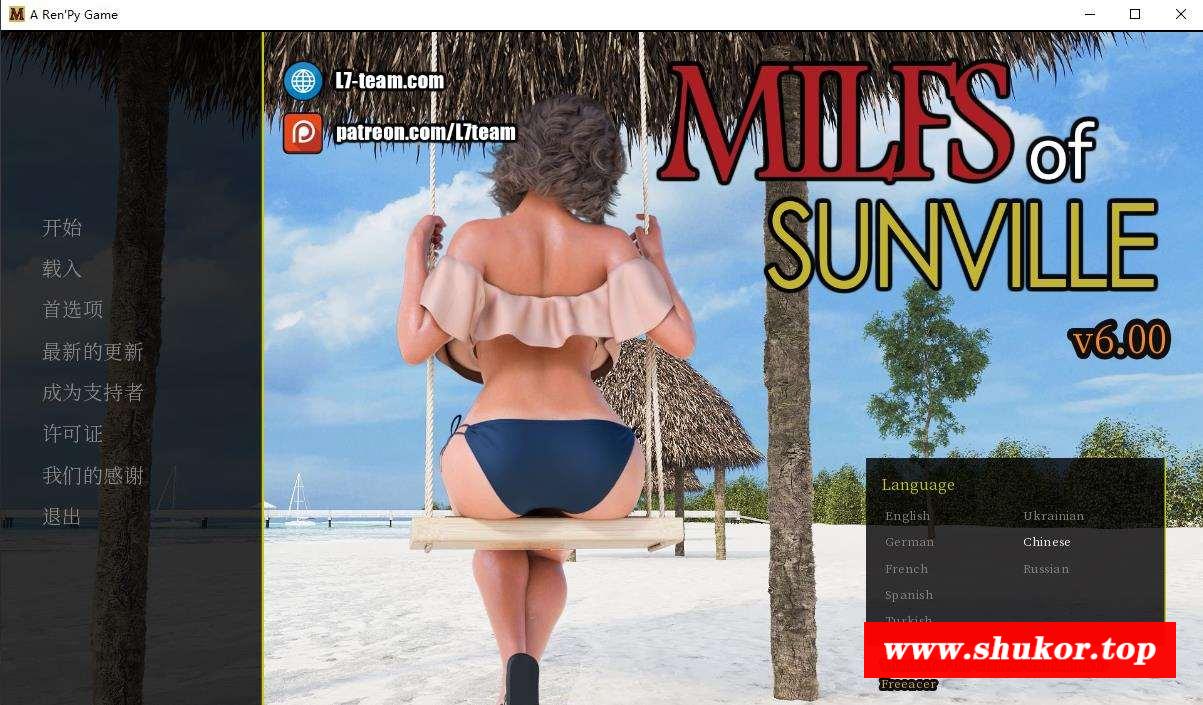 A Ren'Py Game
L7-team.com
patreon.com/L7team
MILFS of
SUNVILLE
v6.00
开始
载入
首选项
最新的更新
成为支持者
许可证
我们的感谢
退出
Language
English
Ukrainian
German
Chinese
French
Russian
Spanish
Turkish
www.shukor.top
Freeacer